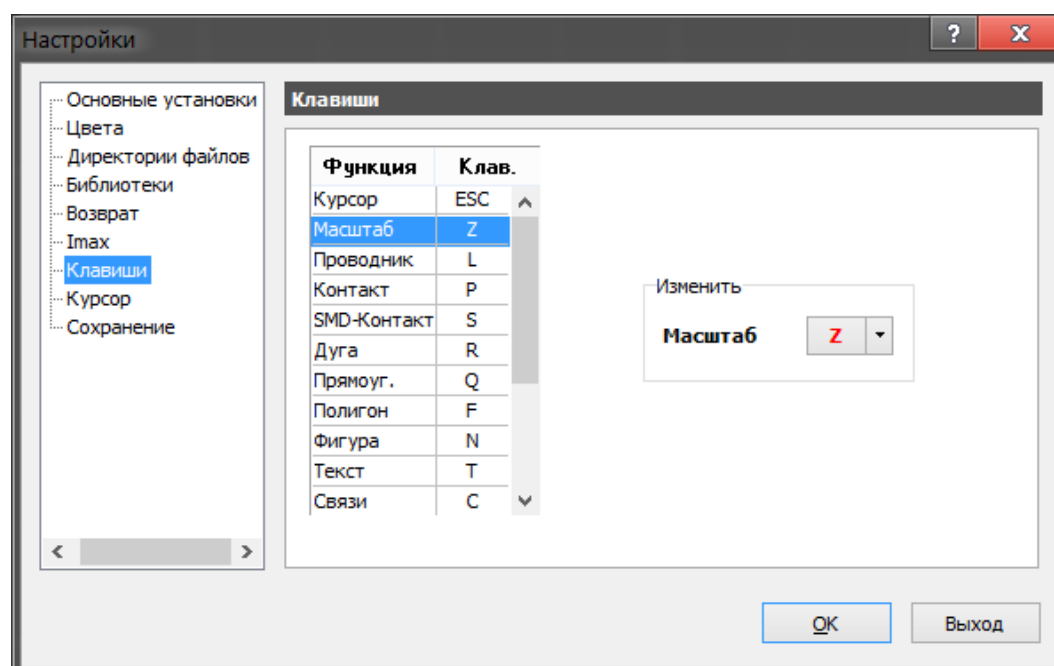 Настройки
?
X
Основные установки
Цвета
Директории файлов
Библиотеки
Возврат
Imax
Клавиши
Курсор
Сохранение
Клавиши
Функция Клав.
Курсор ESC
Масштаб Z
Проводник L
Контакт P
SMD-Контакт S
Дуга R
Прямоуг. Q
Полигон F
Фигура N
Текст T
Связи C
Изменить
Масштаб Z
OK
Выход